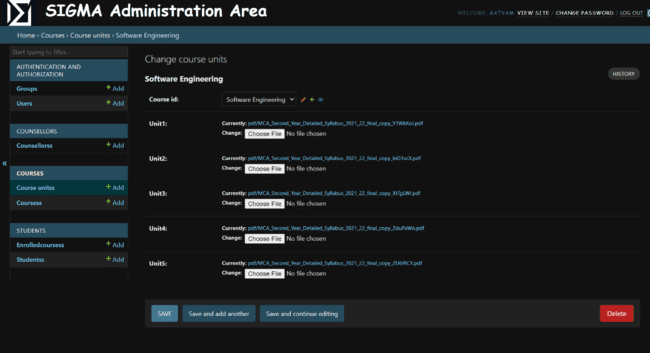 SIGMA Administration Area
WELCOME, SATYAM. VIEW SITE / CHANGE PASSWORD / LOG OUT
Home › Courses › Course unitss › Software Engineering
Start typing to filter...
AUTHENTICATION AND
AUTHORIZATION
Groups + Add
Users + Add
COUNSELLORS
Counsellorss + Add
COURSES
Course unitss + Add
Coursess + Add
STUDENTS
Enrolledcoursess + Add
Studentss + Add
«
Change course units
Software Engineering
HISTORY
Course id: Software Engineering
Unit1: Currently: pdf/MCA_Second_Year_Detailed_Syllabus_2021_22_final_copy_YTWkKoi.pdf
Change: Choose File No file chosen
Unit2: Currently:
Change: Choose File No file chosen
Unit3: Currently:
Change: Choose File No file chosen
Unit4: Currently:
Change: Choose File No file chosen
Unit5: Currently:
Change: Choose File No file chosen
SAVE Save and add another Save and continue editing Delete